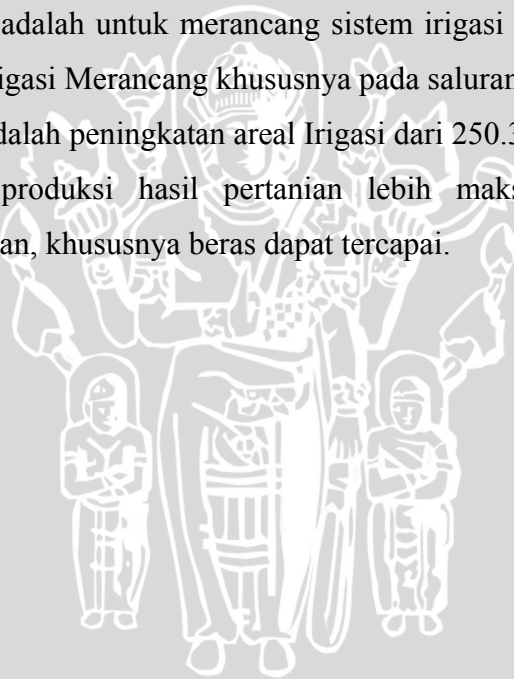 adalah untuk merancang sistem irigasi
igasi Merancang khususnya pada saluran
dalah peningkatan areal Irigasi dari 250.3
produksi hasil pertanian lebih maks
an, khususnya beras dapat tercapai.